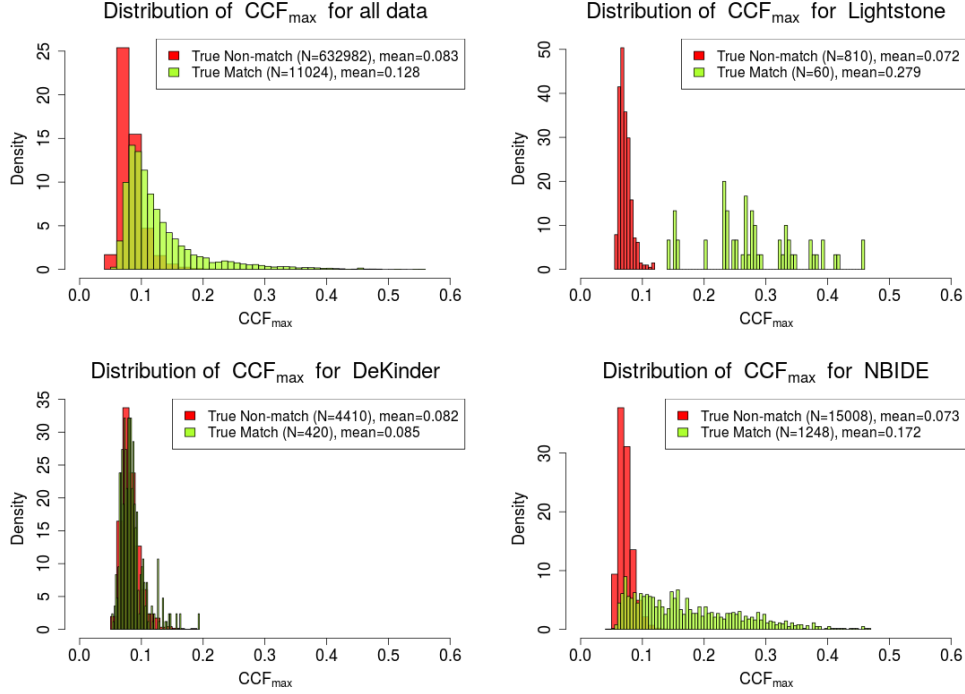 Distribution of CCFmax for all data
True Non-match (N=632982), mean=0.083
True Match (N=11024), mean=0.128
Density
25
20
15
10
5
0
0.0 0.1 0.2 0.3 0.4 0.5 0.6
CCFmax
Distribution of CCFmax for Lightstone
True Non-match (N=810), mean=0.072
True Match (N=60), mean=0.279
Density
50
40
30
20
10
0
0.0 0.1 0.2 0.3 0.4 0.5 0.6
CCFmax
Distribution of CCFmax for DeKinder
True Non-match (N=4410), mean=0.082
True Match (N=420), mean=0.085
Density
35
30
25
20
15
10
5
0
0.0 0.1 0.2 0.3 0.4 0.5 0.6
CCFmax
Distribution of CCFmax for NBIDE
True Non-match (N=15008), mean=0.073
True Match (N=1248), mean=0.172
Density
30
20
10
0
0.0 0.1 0.2 0.3 0.4 0.5 0.6
CCFmax